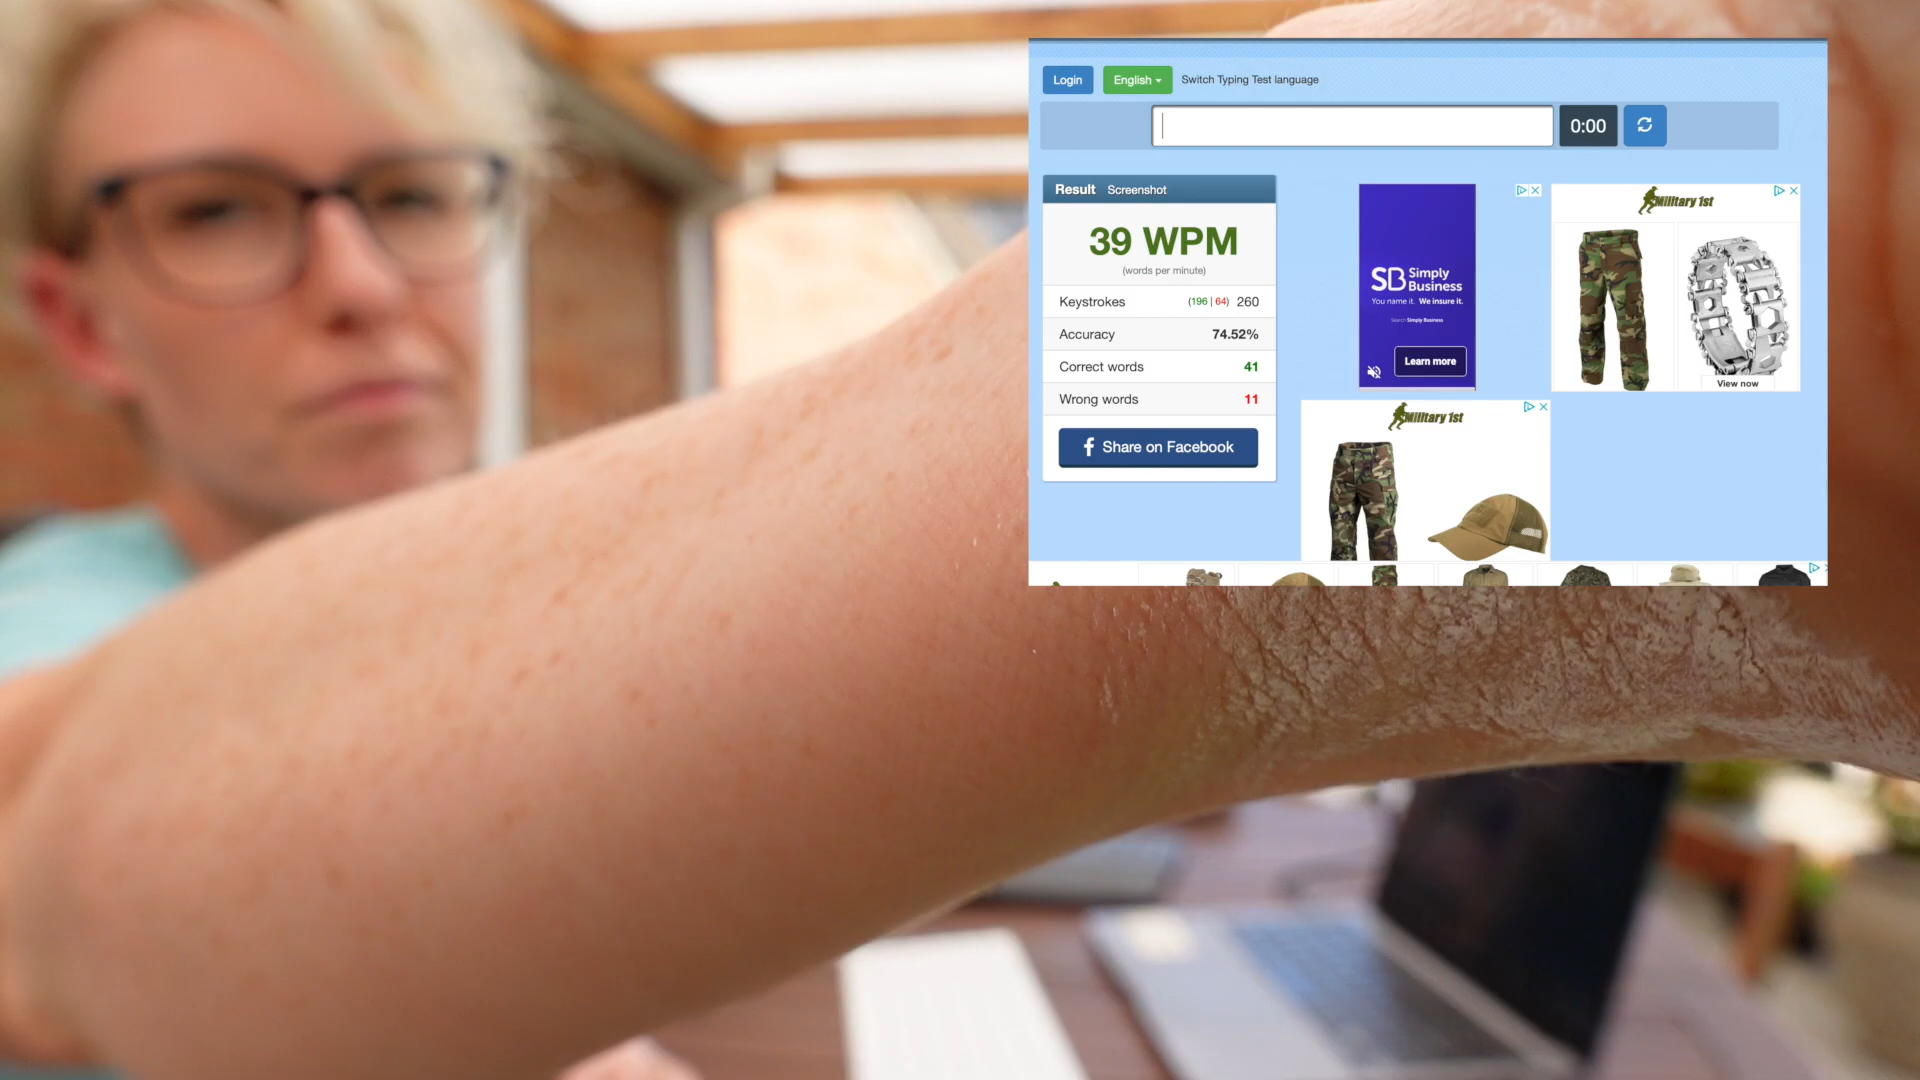 Login
English
Switch Typing Test language
0:00
Result Screenshot
39 WPM
(words per minute)
Keystrokes (196 | 64) 260
Accuracy 74.52%
Correct words 41
Wrong words 11
Share on Facebook
SB Simply Business
You name it. We insure it.
Search Simply Business
Learn more
Military 1st
View now
Military 1st